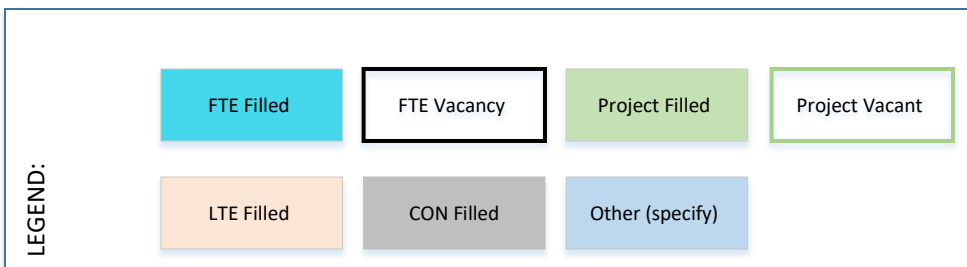 LEGEND:
FTE Filled
FTE Vacancy
Project Filled
Project Vacant
LTE Filled
CON Filled
Other (specify)